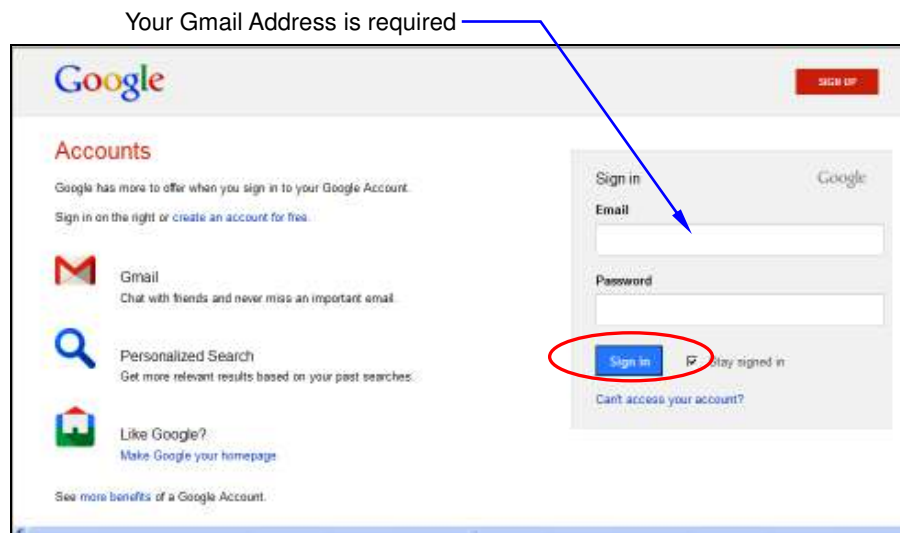 Your Gmail Address is required
Google
SIGN UP
Accounts
Google has more to offer when you sign in to your Google Account.
Sign in on the right or create an account for free.
Gmail
Chat with friends and never miss an important email.
Personalized Search
Get more relevant results based on your past searches.
Like Google?
Make Google your homepage
See more benefits of a Google Account.
Sign in Google
Email
Password
Sign in Stay signed in
Can't access your account?